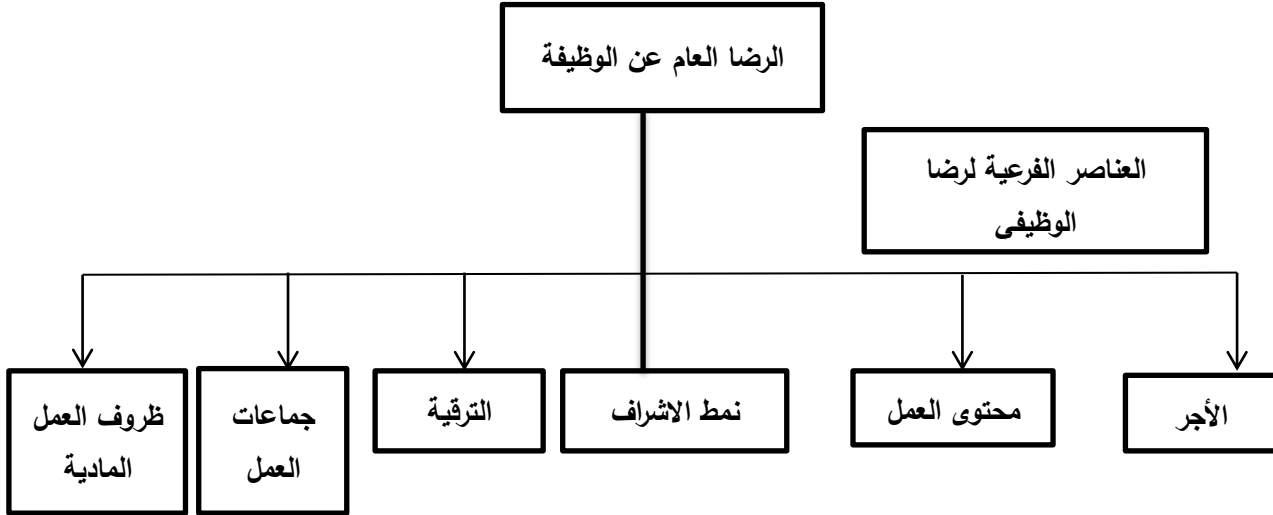 الرضا العام عن الوظيفة
العناصر الفرعية لرضا
الوظيفى
الأجر
محتوى العمل
نمط الاشراف
الترقية
جماعات
العمل
ظروف العمل
المادية